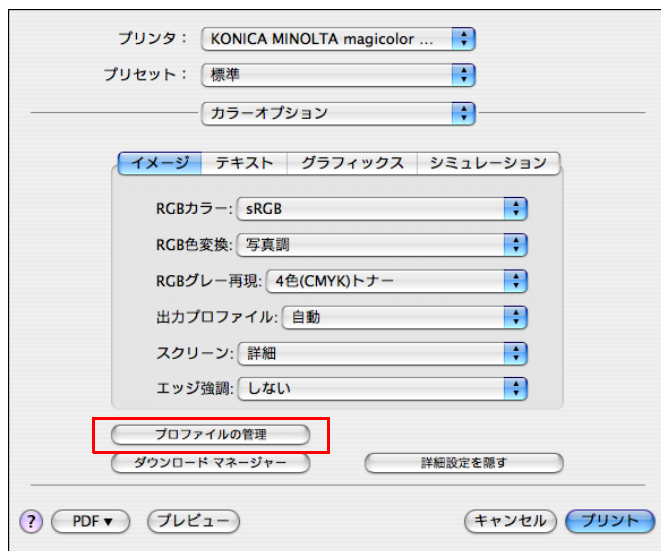 プリンタ： KONICA MINOLTA magicolor ...
プリセット： 標準
カラーオプション
イメージ テキスト グラフィックス シミュレーション
RGBカラー: sRGB
RGB色変換: 写真調
RGBグレー再現: 4色(CMYK)トナー
出力プロファイル: 自動
スクリーン: 詳細
エッジ強調: しない
プロファイルの管理
ダウンロード マネージャー 詳細設定を隠す
? PDF▼ プレビュー キャンセル プリント